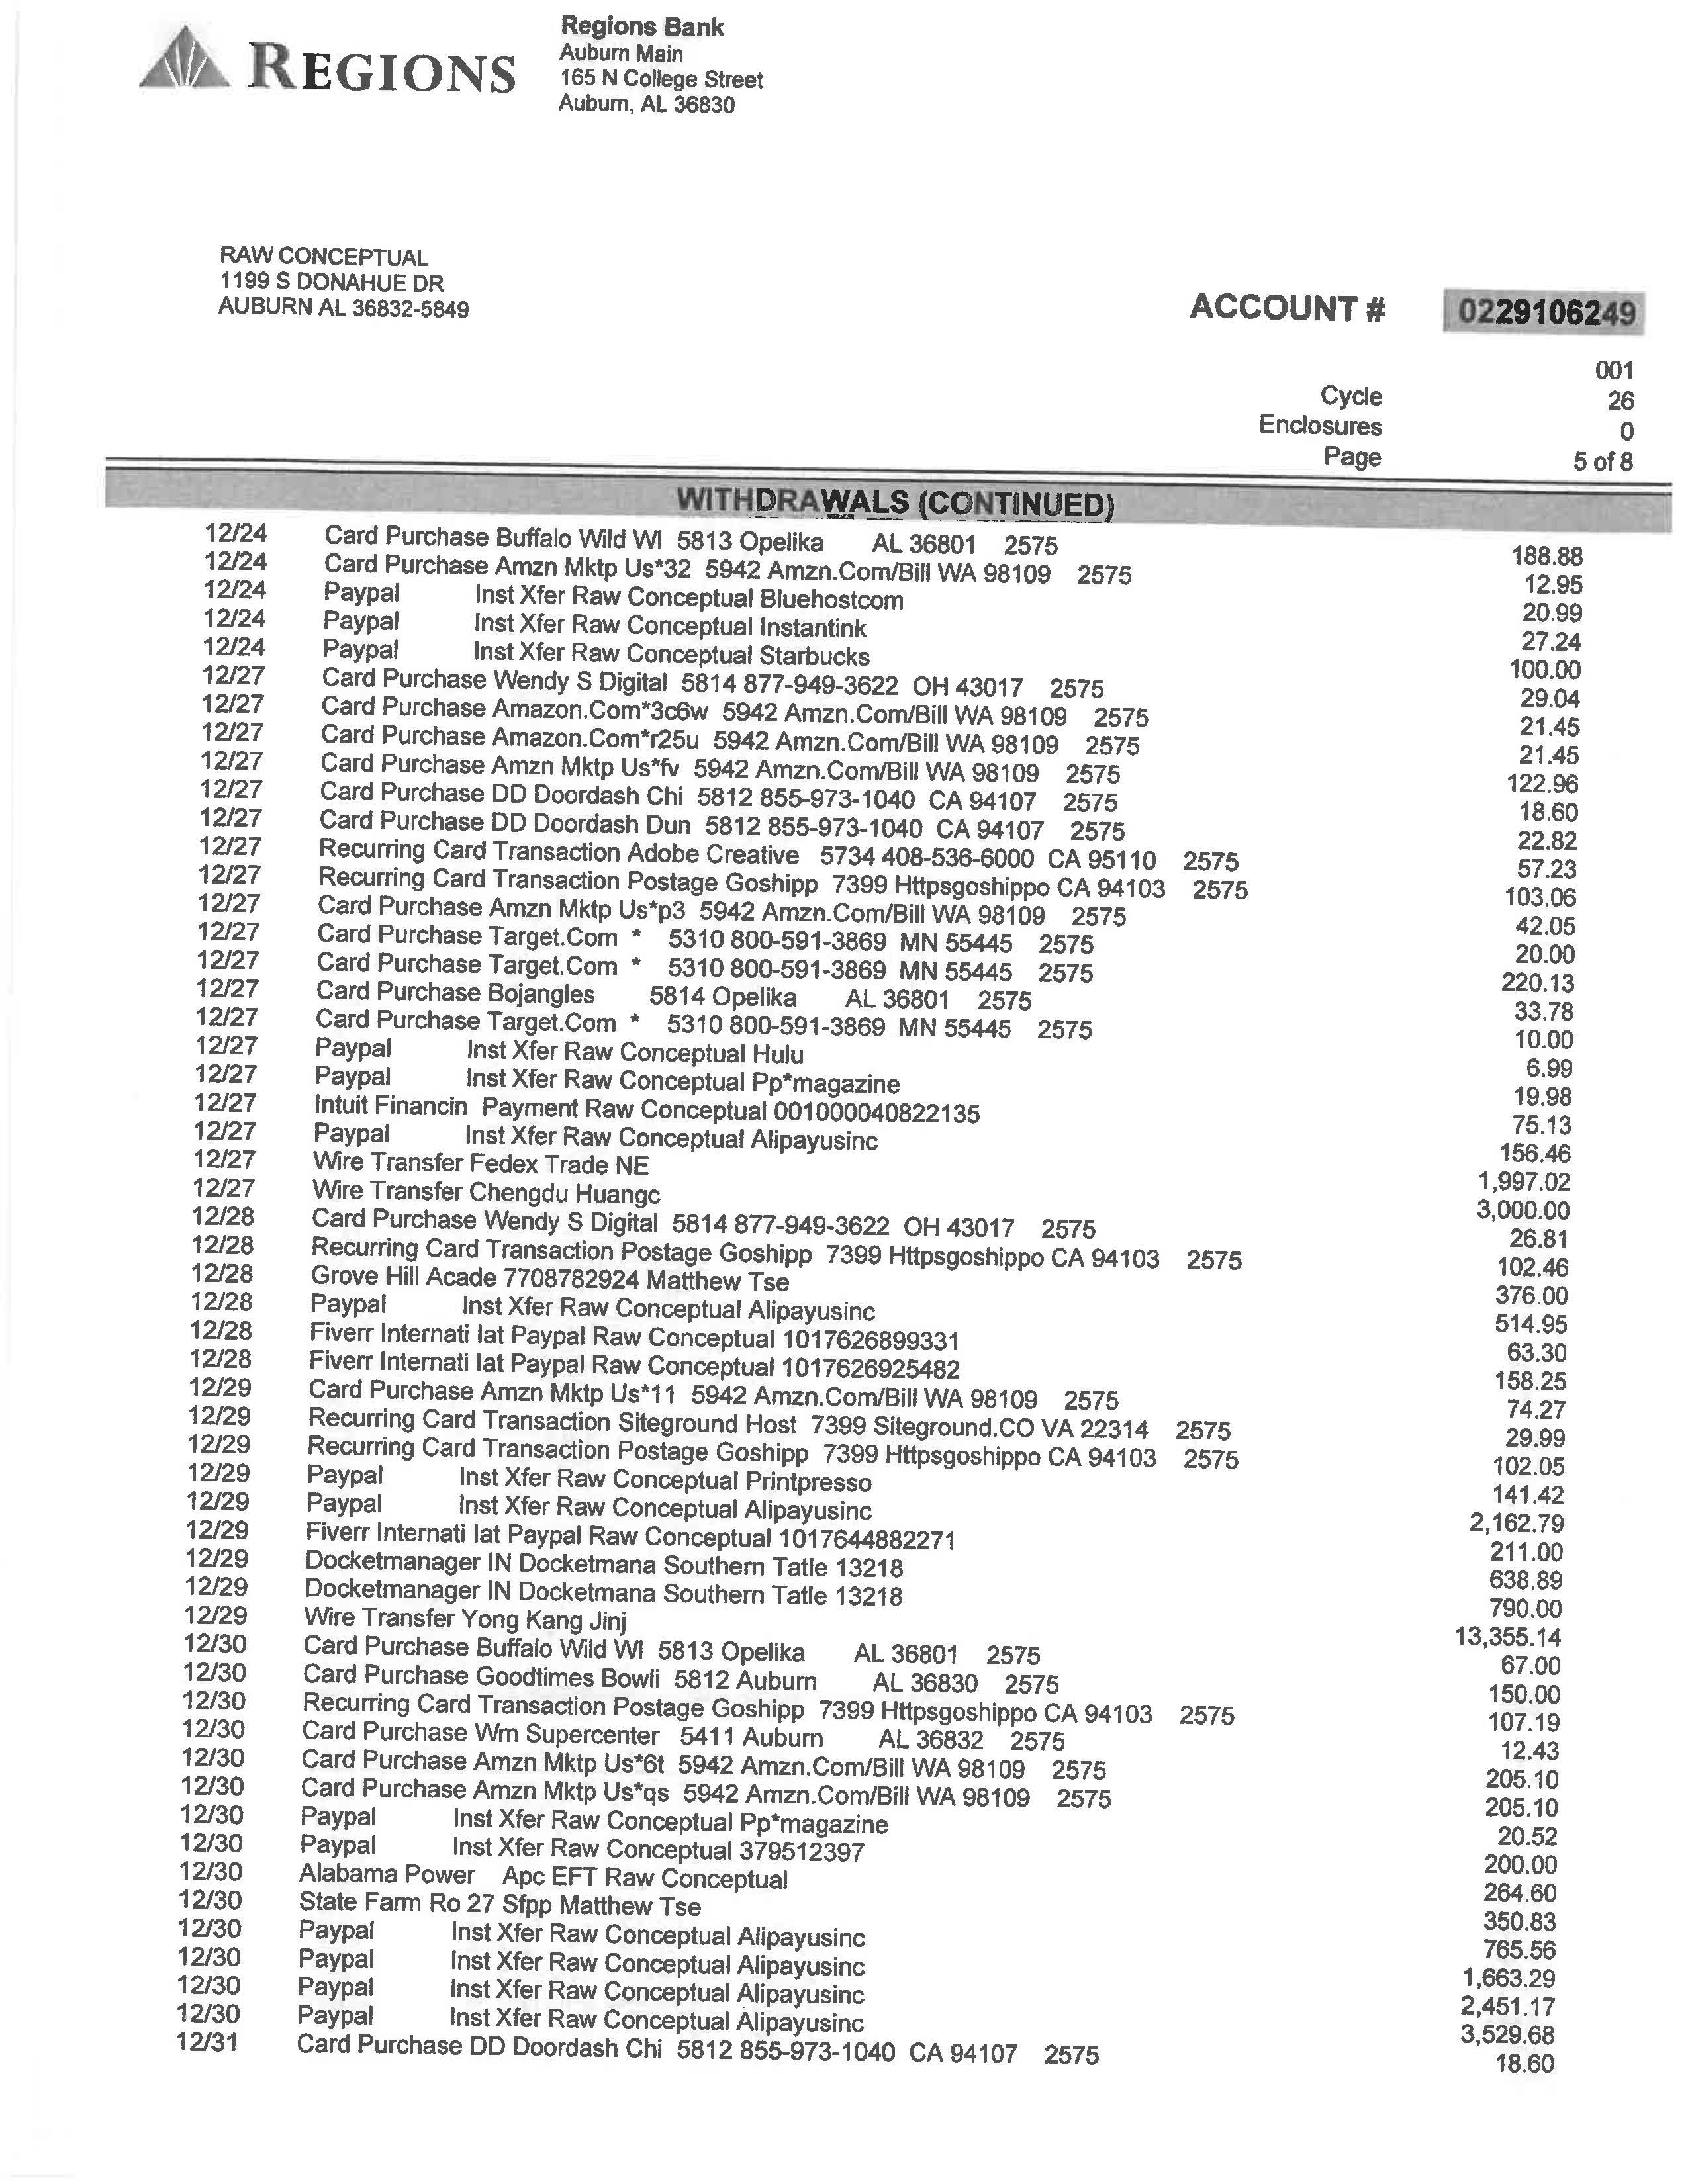 REGIONS
Regions Bank
Auburn Main
165 N College Street
Auburn, AL 36830
RAW CONCEPTUAL
1199 S DONAHUE DR
AUBURN AL 36832-5849
ACCOUNT # 0229106249
001
Cycle 26
Enclosures 0
Page 5 of 8
WITHDRAWALS (CONTINUED)
12/24 Card Purchase Buffalo Wild WI 5813 Opelika AL 36801 2575 188.88
12/24 Card Purchase Amzn Mktp Us*32 5942 Amzn.Com/Bill WA 98109 2575 12.95
12/24 Paypal Inst Xfer Raw Conceptual Bluehostcom 20.99
12/24 Paypal Inst Xfer Raw Conceptual Instantink 27.24
12/24 Paypal Inst Xfer Raw Conceptual Starbucks 100.00
12/27 Card Purchase Wendy S Digital 5814 877-949-3622 OH 43017 2575 29.04
12/27 Card Purchase Amazon.Com*3c6w 5942 Amzn.Com/Bill WA 98109 2575 21.45
12/27 Card Purchase Amazon.Com*r25u 5942 Amzn.Com/Bill WA 98109 2575 21.45
12/27 Card Purchase Amzn Mktp Us*fv 5942 Amzn.Com/Bill WA 98109 2575 122.96
12/27 Card Purchase DD Doordash Chi 5812 855-973-1040 CA 94107 2575 18.60
12/27 Card Purchase DD Doordash Dun 5812 855-973-1040 CA 94107 2575 22.82
12/27 Recurring Card Transaction Adobe Creative 5734 408-536-6000 CA 95110 2575 57.23
12/27 Recurring Card Transaction Postage Goshipp 7399 Httpsgoshippo CA 94103 2575 103.06
12/27 Card Purchase Amzn Mktp Us*p3 5942 Amzn.Com/Bill WA 98109 2575 42.05
12/27 Card Purchase Target.Com * 5310 800-591-3869 MN 55445 2575 20.00
12/27 Card Purchase Target.Com * 5310 800-591-3869 MN 55445 2575 220.13
12/27 Card Purchase Bojangles 5814 Opelika AL 36801 2575 33.78
12/27 Card Purchase Target.Com * 5310 800-591-3869 MN 55445 2575 10.00
12/27 Paypal Inst Xfer Raw Conceptual Hulu 6.99
12/27 Paypal Inst Xfer Raw Conceptual Pp*magazine 19.98
12/27 Intuit Financin Payment Raw Conceptual 001000040822135 75.13
12/27 Paypal Inst Xfer Raw Conceptual Alipayusinc 156.46
12/27 Wire Transfer Fedex Trade NE 1,997.02
12/27 Wire Transfer Chengdu Huangc 3,000.00
12/28 Card Purchase Wendy S Digital 5814 877-949-3622 OH 43017 2575 26.81
12/28 Recurring Card Transaction Postage Goshipp 7399 Httpsgoshippo CA 94103 2575 102.46
12/28 Grove Hill Acade 7708782924 Matthew Tse 376.00
12/28 Paypal Inst Xfer Raw Conceptual Alipayusinc 514.95
12/28 Fiverr Internati Iat Paypal Raw Conceptual 1017626899331 63.30
12/28 Fiverr Internati Iat Paypal Raw Conceptual 1017626925482 158.25
12/29 Card Purchase Amzn Mktp Us*11 5942 Amzn.Com/Bill WA 98109 2575 74.27
12/29 Recurring Card Transaction Siteground Host 7399 Siteground.CO VA 22314 2575 29.99
12/29 Recurring Card Transaction Postage Goshipp 7399 Httpsgoshippo CA 94103 2575 102.05
12/29 Paypal Inst Xfer Raw Conceptual Printpresso 141.42
12/29 Paypal Inst Xfer Raw Conceptual Alipayusinc 2,162.79
12/29 Fiverr Internati Iat Paypal Raw Conceptual 1017644882271 211.00
12/29 Docketmanager IN Docketmana Southern Tatle 13218 638.89
12/29 Docketmanager IN Docketmana Southern Tatle 13218 790.00
12/29 Wire Transfer Yong Kang Jinj 13,355.14
12/30 Card Purchase Buffalo Wild WI 5813 Opelika AL 36801 2575 67.00
12/30 Card Purchase Goodtimes Bowli 5812 Auburn AL 36830 2575 150.00
12/30 Recurring Card Transaction Postage Goshipp 7399 Httpsgoshippo CA 94103 2575 107.19
12/30 Card Purchase Wm Supercenter 5411 Auburn AL 36832 2575 12.43
12/30 Card Purchase Amzn Mktp Us*6t 5942 Amzn.Com/Bill WA 98109 2575 205.10
12/30 Card Purchase Amzn Mktp Us*qs 5942 Amzn.Com/Bill WA 98109 2575 205.10
12/30 Paypal Inst Xfer Raw Conceptual Pp*magazine 20.52
12/30 Paypal Inst Xfer Raw Conceptual 379512397 200.00
12/30 Alabama Power Apc EFT Raw Conceptual 264.60
12/30 State Farm Ro 27 Sfpp Matthew Tse 350.83
12/30 Paypal Inst Xfer Raw Conceptual Alipayusinc 765.56
12/30 Paypal Inst Xfer Raw Conceptual Alipayusinc 1,663.29
12/30 Paypal Inst Xfer Raw Conceptual Alipayusinc 2,451.17
12/30 Paypal Inst Xfer Raw Conceptual Alipayusinc 3,529.68
12/31 Card Purchase DD Doordash Chi 5812 855-973-1040 CA 94107 2575 18.60